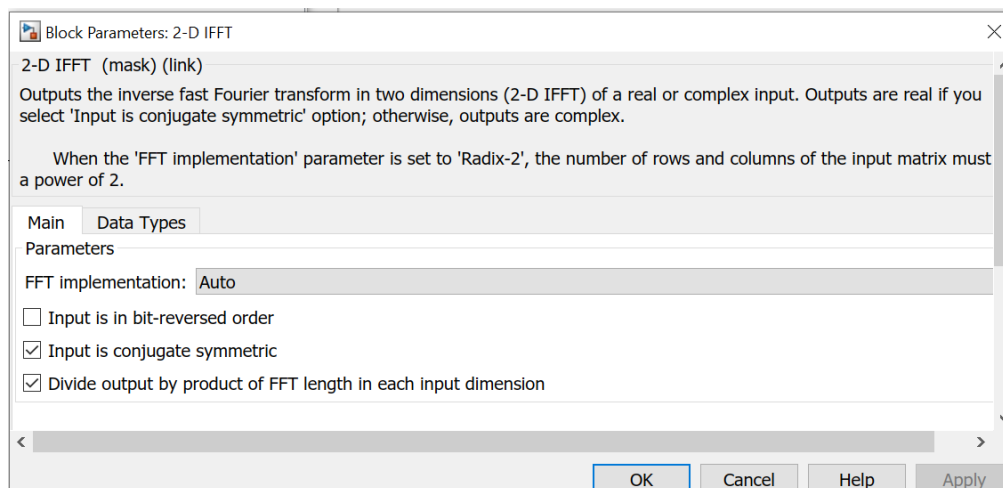 Block Parameters: 2-D IFFT
2-D IFFT (mask) (link)
Outputs the inverse fast Fourier transform in two dimensions (2-D IFFT) of a real or complex input. Outputs are real if you
select 'Input is conjugate symmetric' option; otherwise, outputs are complex.
When the 'FFT implementation' parameter is set to 'Radix-2', the number of rows and columns of the input matrix must
a power of 2.
Main Data Types
Parameters
FFT implementation: Auto
Input is in bit-reversed order
Input is conjugate symmetric
Divide output by product of FFT length in each input dimension
OK Cancel Help Apply